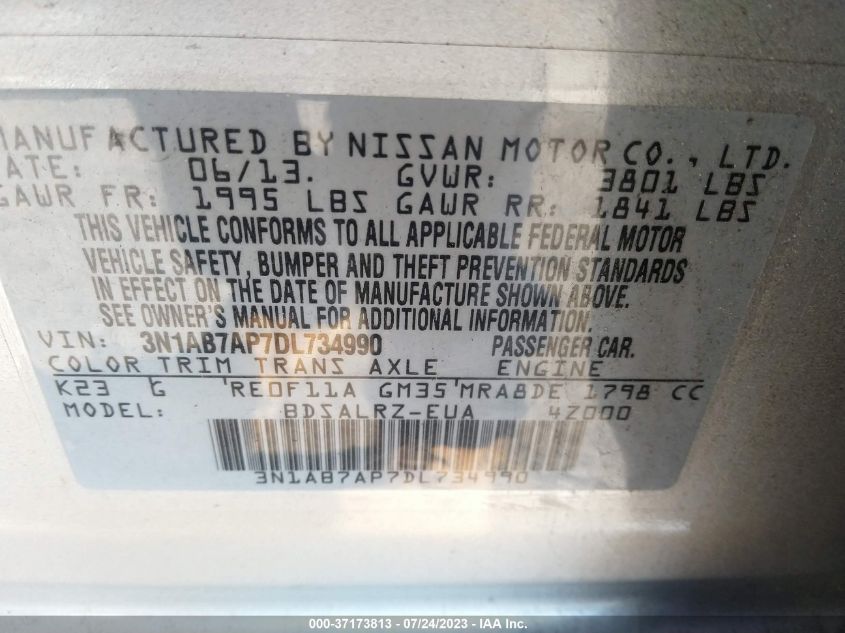 MANUFACTURED BY NISSAN MOTOR CO., LTD.
DATE: 06/13. GVWR: 3801 LBS
GAWR FR: 1995 LBS GAWR RR: 1841 LBS
THIS VEHICLE CONFORMS TO ALL APPLICABLE FEDERAL MOTOR
VEHICLE SAFETY, BUMPER AND THEFT PREVENTION STANDARDS
IN EFFECT ON THE DATE OF MANUFACTURE SHOWN ABOVE.
SEE OWNER'S MANUAL FOR ADDITIONAL INFORMATION.
VIN: 3N1AB7AP7DL734990 PASSENGER CAR.
COLOR TRIM TRANS AXLE ENGINE
K23 G RE0F11A GM35 MRA8DE 1798 CC
MODEL: BDSALRZ-EUA 4Z000
3N1AB7AP7DL734990
000-37173813 - 07/24/2023 - © IAA Inc.